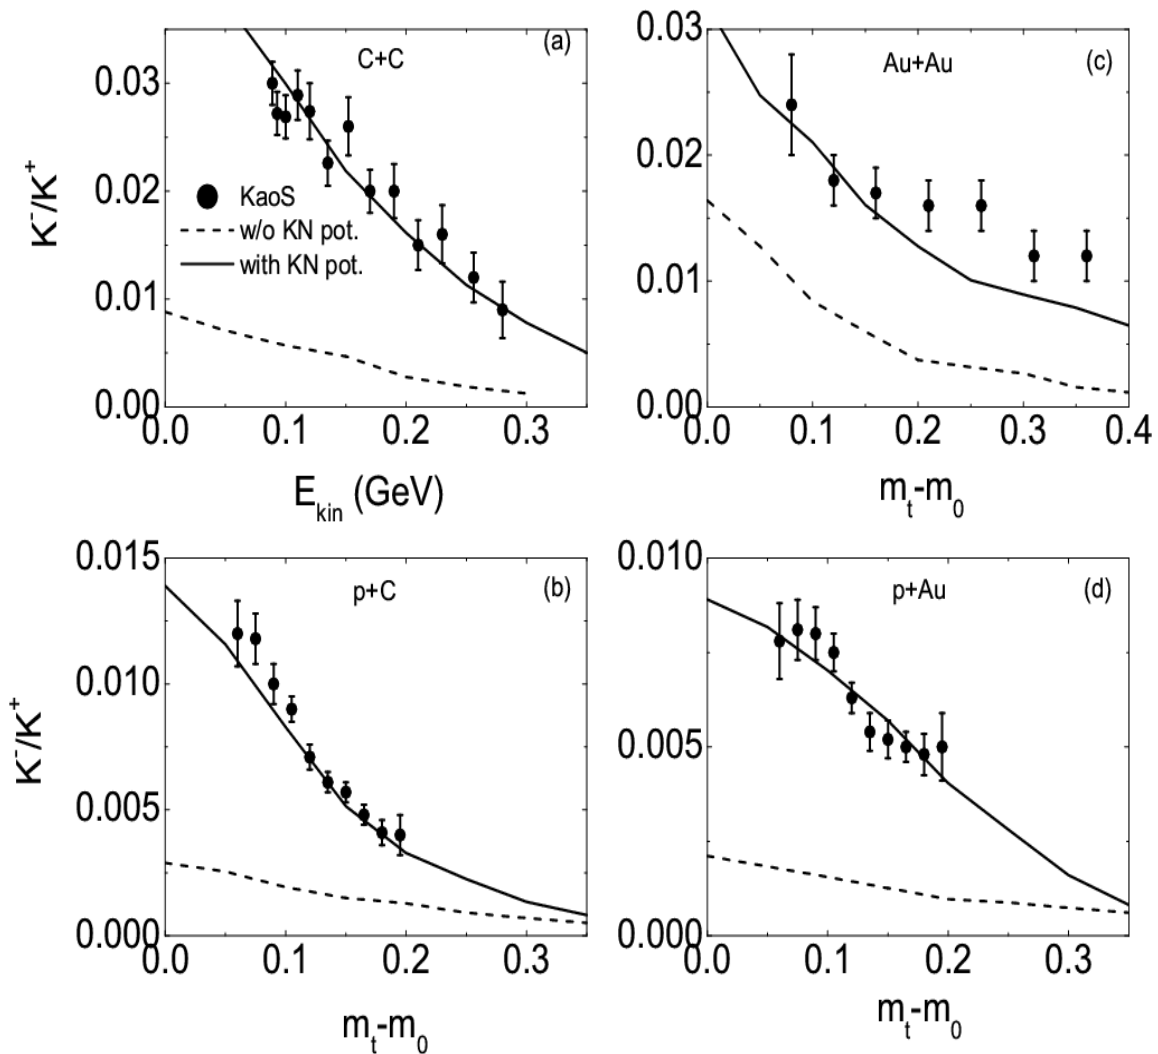 (a)
C+C
0.03
0.02
0.01
0.00
K⁻/K⁺
KaoS
w/o KN pot.
with KN pot.
0.0 0.1 0.2 0.3
E_kin (GeV)
(c)
Au+Au
0.03
0.02
0.01
0.00
0.0 0.1 0.2 0.3 0.4
m_t-m_0
(b)
p+C
0.015
0.010
0.005
0.000
K⁻/K⁺
0.0 0.1 0.2 0.3
m_t-m_0
(d)
p+Au
0.010
0.005
0.000
0.0 0.1 0.2 0.3
m_t-m_0